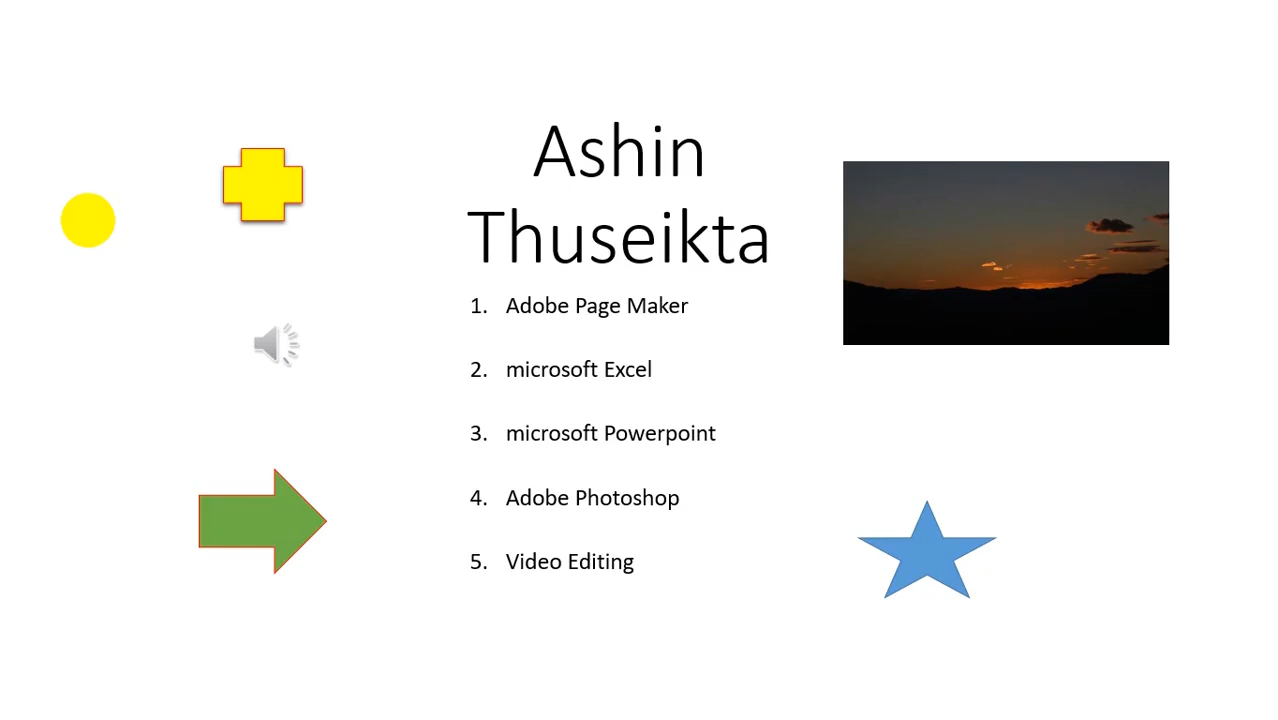 Ashin
Thuseikta
1. Adobe Page Maker
2. microsoft Excel
3. microsoft Powerpoint
4. Adobe Photoshop
5. Video Editing